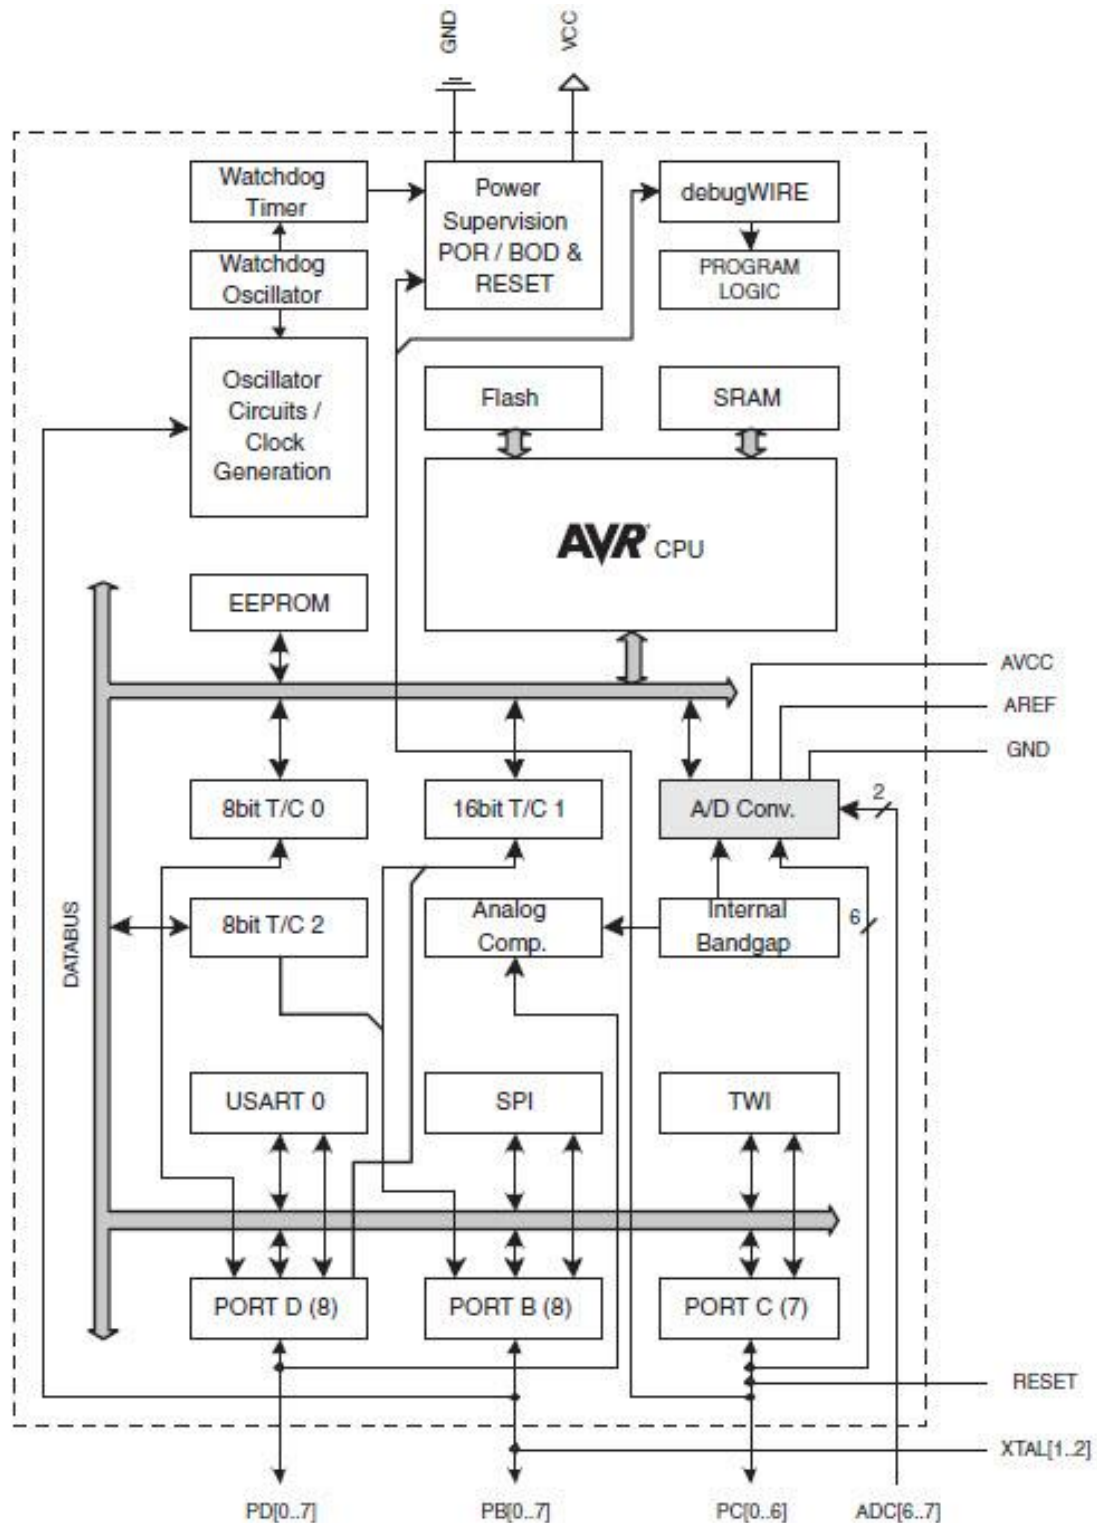 GND
VCC
Watchdog
Timer
Power
Supervision
POR / BOD &
RESET
debugWIRE
Watchdog
Oscillator
PROGRAM
LOGIC
Oscillator
Circuits /
Clock
Generation
Flash
SRAM
AVR CPU
EEPROM
AVCC
AREF
GND
8bit T/C 0
16bit T/C 1
A/D Conv.
2
DATABUS
8bit T/C 2
Analog
Comp.
Internal
Bandgap
6
USART 0
SPI
TWI
PORT D (8)
PORT B (8)
PORT C (7)
RESET
XTAL[1..2]
PD[0..7]
PB[0..7]
PC[0..6]
ADC[6..7]